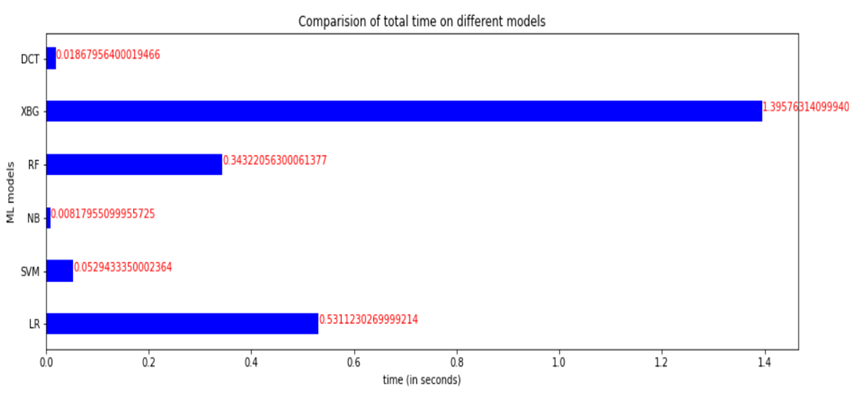 Comparision of total time on different models
DCT
0.01867956400019466
XBG
1.39576314099940
RF
0.34322056300061377
NB
0.00817955099955725
SVM
0.0529433350002364
LR
0.5311230269999214
ML models
0.0 0.2 0.4 0.6 0.8 1.0 1.2 1.4
time (in seconds)